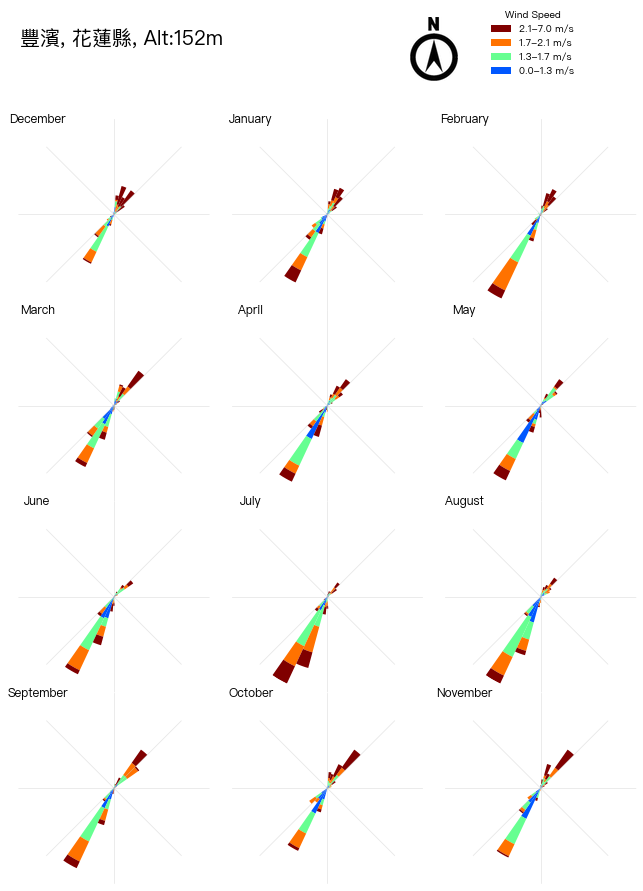 豐濱, 花蓮縣, Alt:152m
N
Wind Speed
2.1–7.0 m/s
1.7–2.1 m/s
1.3–1.7 m/s
0.0–1.3 m/s
December
January
February
March
April
May
June
July
August
September
October
November